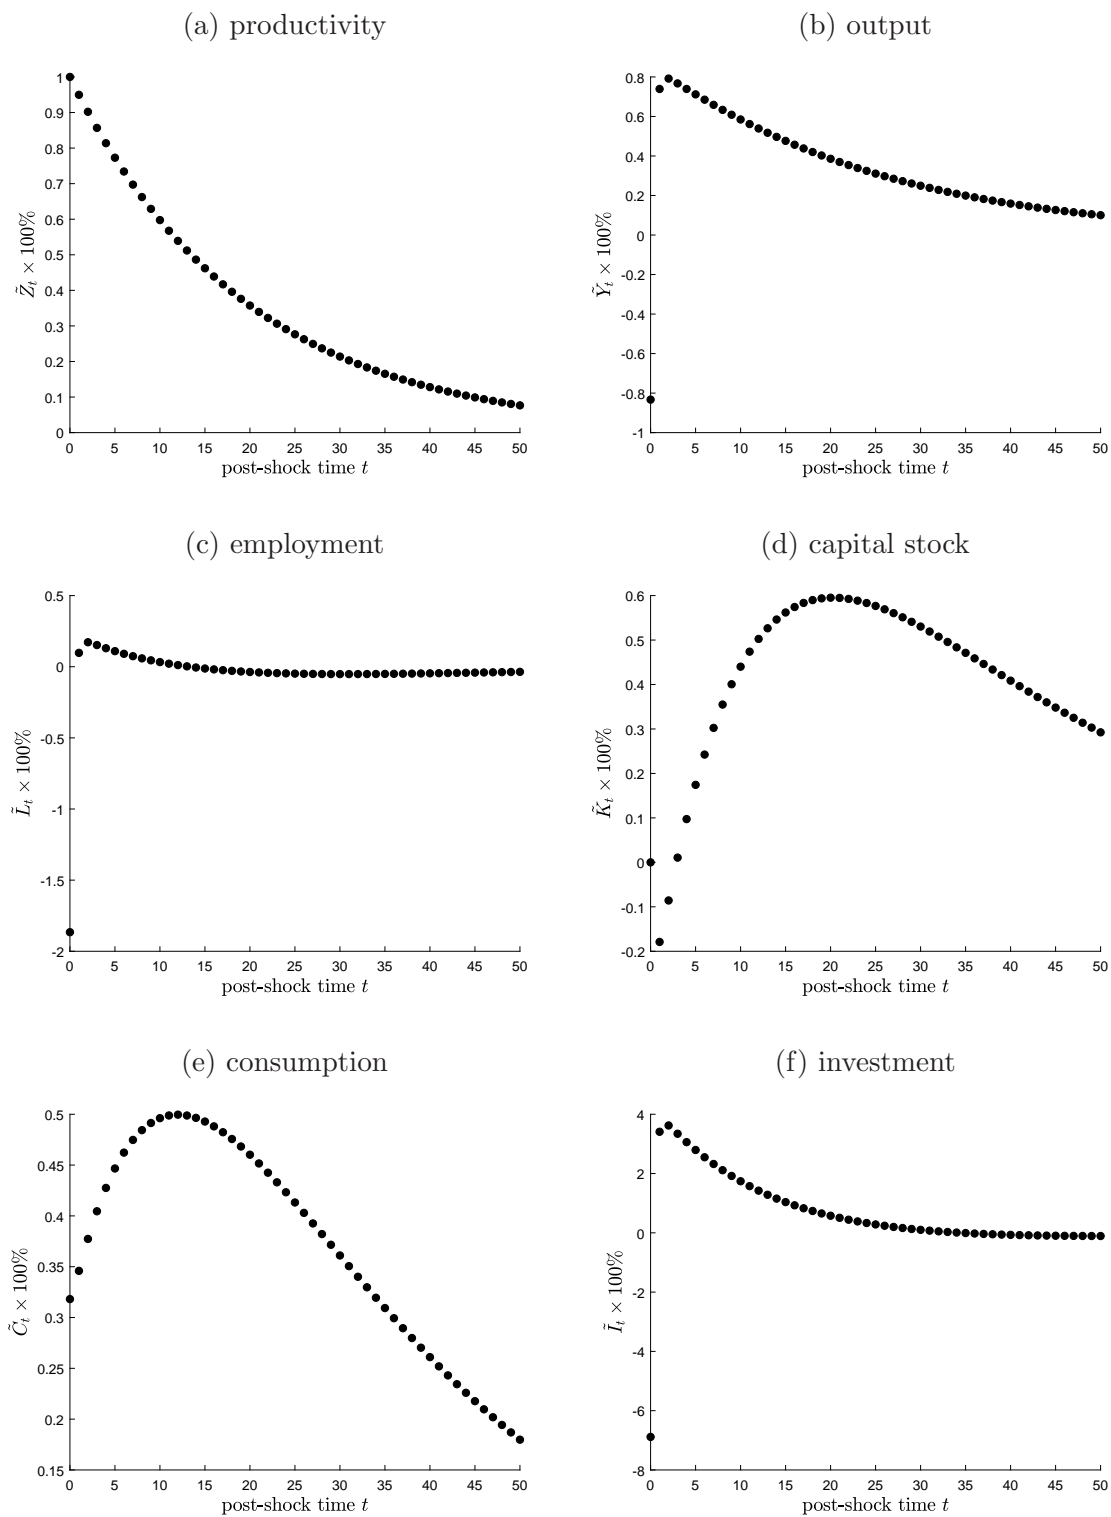 (a) productivity
1
0.9
0.8
0.7
0.6
0.5
0.4
0.3
0.2
0.1
0
Z̃ₜ × 100%
0 5 10 15 20 25 30 35 40 45 50
post-shock time t
(b) output
0.8
0.6
0.4
0.2
0
-0.2
-0.4
-0.6
-0.8
-1
Ỹₜ × 100%
0 5 10 15 20 25 30 35 40 45 50
post-shock time t
(c) employment
0.5
0
-0.5
-1
-1.5
-2
L̃ₜ × 100%
0 5 10 15 20 25 30 35 40 45 50
post-shock time t
(d) capital stock
0.6
0.5
0.4
0.3
0.2
0.1
0
-0.1
-0.2
K̃ₜ × 100%
0 5 10 15 20 25 30 35 40 45 50
post-shock time t
(e) consumption
0.5
0.45
0.4
0.35
0.3
0.25
0.2
0.15
C̃ₜ × 100%
0 5 10 15 20 25 30 35 40 45 50
post-shock time t
(f) investment
4
2
0
-2
-4
-6
-8
Ĩₜ × 100%
0 5 10 15 20 25 30 35 40 45 50
post-shock time t